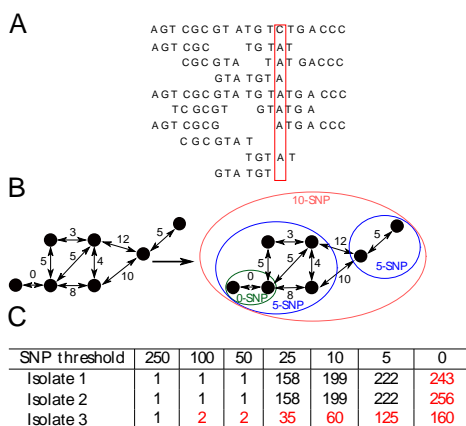 A
AGTCGCGTATGTCTGACCC
AGTCGC TGTAT
CGCGTA TATGACCC
GTATGTA
AGTCGCGTATGTATGACCC
TCGCGT GTATGA
AGTCGCG ATGACCC
CGCGTAT
TGTAT
GTATGT
B
10-SNP
3 12 5 3 12 5
5 5 4 5 5 4 5-SNP
0 10 0 10
8 0-SNP 8
5-SNP
C
SNP threshold 250 100 50 25 10 5 0
Isolate 1 1 1 1 158 199 222 243
Isolate 2 1 1 1 158 199 222 256
Isolate 3 1 2 2 35 60 125 160